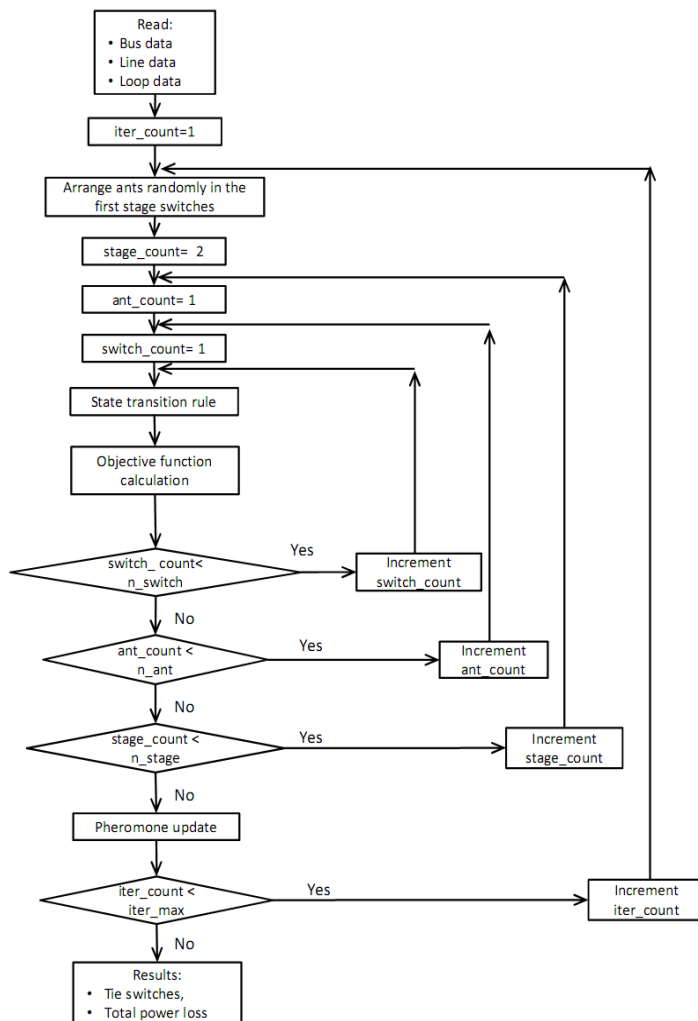 Read:
• Bus data
• Line data
• Loop data
iter_count=1
Arrange ants randomly in the
first stage switches
stage_count= 2
ant_count= 1
switch_count= 1
State transition rule
Objective function
calculation
switch_ count<
n_switch
Yes
Increment
switch_count
No
ant_count <
n_ant
Yes
Increment
ant_count
No
stage_count <
n_stage
Yes
Increment
stage_count
No
Pheromone update
iter_count <
iter_max
Yes
Increment
iter_count
No
Results:
• Tie switches,
• Total power loss